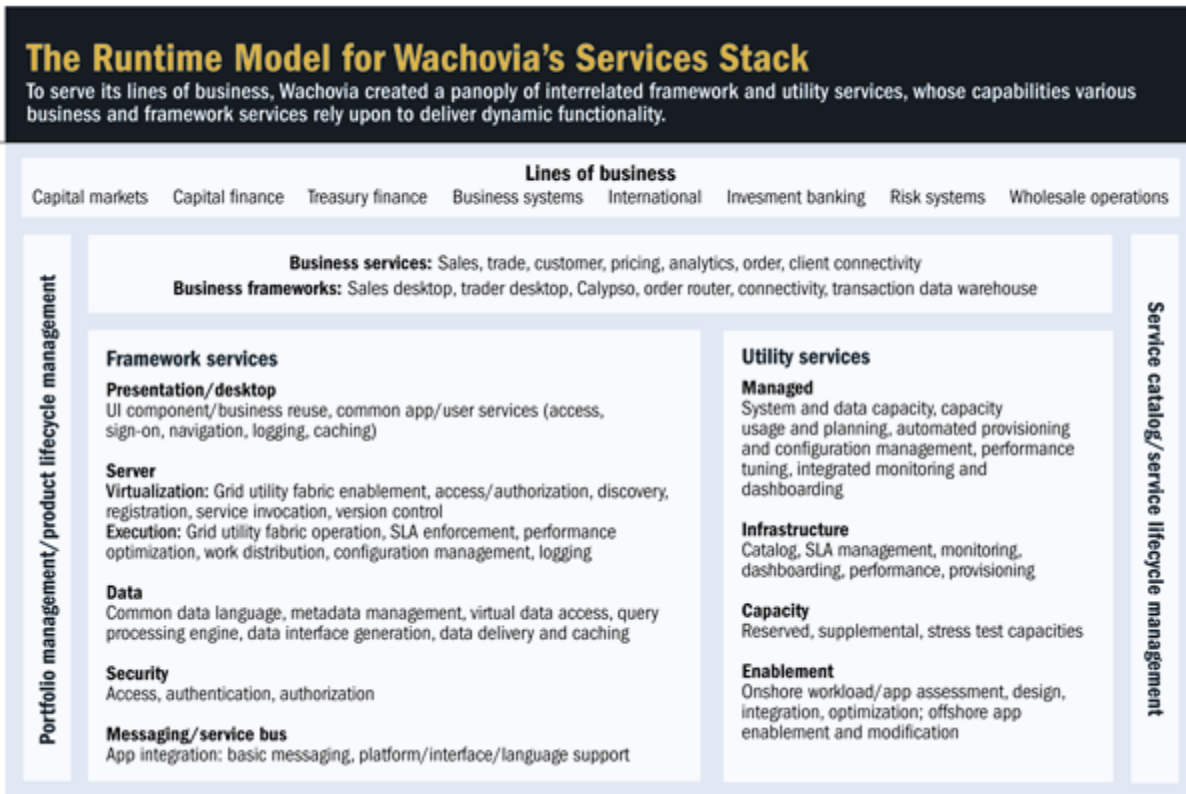 The Runtime Model for Wachovia's Services Stack
To serve its lines of business, Wachovia created a panoply of interrelated framework and utility services, whose capabilities various
business and framework services rely upon to deliver dynamic functionality.
Lines of business
Capital markets Capital finance Treasury finance Business systems International Invesment banking Risk systems Wholesale operations
Portfolio management/product lifecycle management
Business services: Sales, trade, customer, pricing, analytics, order, client connectivity
Business frameworks: Sales desktop, trader desktop, Calypso, order router, connectivity, transaction data warehouse
Framework services
Presentation/desktop
UI component/business reuse, common app/user services (access,
sign-on, navigation, logging, caching)
Server
Virtualization: Grid utility fabric enablement, access/authorization, discovery,
registration, service invocation, version control
Execution: Grid utility fabric operation, SLA enforcement, performance
optimization, work distribution, configuration management, logging
Data
Common data language, metadata management, virtual data access, query
processing engine, data interface generation, data delivery and caching
Security
Access, authentication, authorization
Messaging/service bus
App integration: basic messaging, platform/interface/language support
Utility services
Managed
System and data capacity, capacity
usage and planning, automated provisioning
and configuration management, performance
tuning, integrated monitoring and
dashboarding
Infrastructure
Catalog, SLA management, monitoring,
dashboarding, performance, provisioning
Capacity
Reserved, supplemental, stress test capacities
Enablement
Onshore workload/app assessment, design,
integration, optimization; offshore app
enablement and modification
Service catalog/service lifecycle management